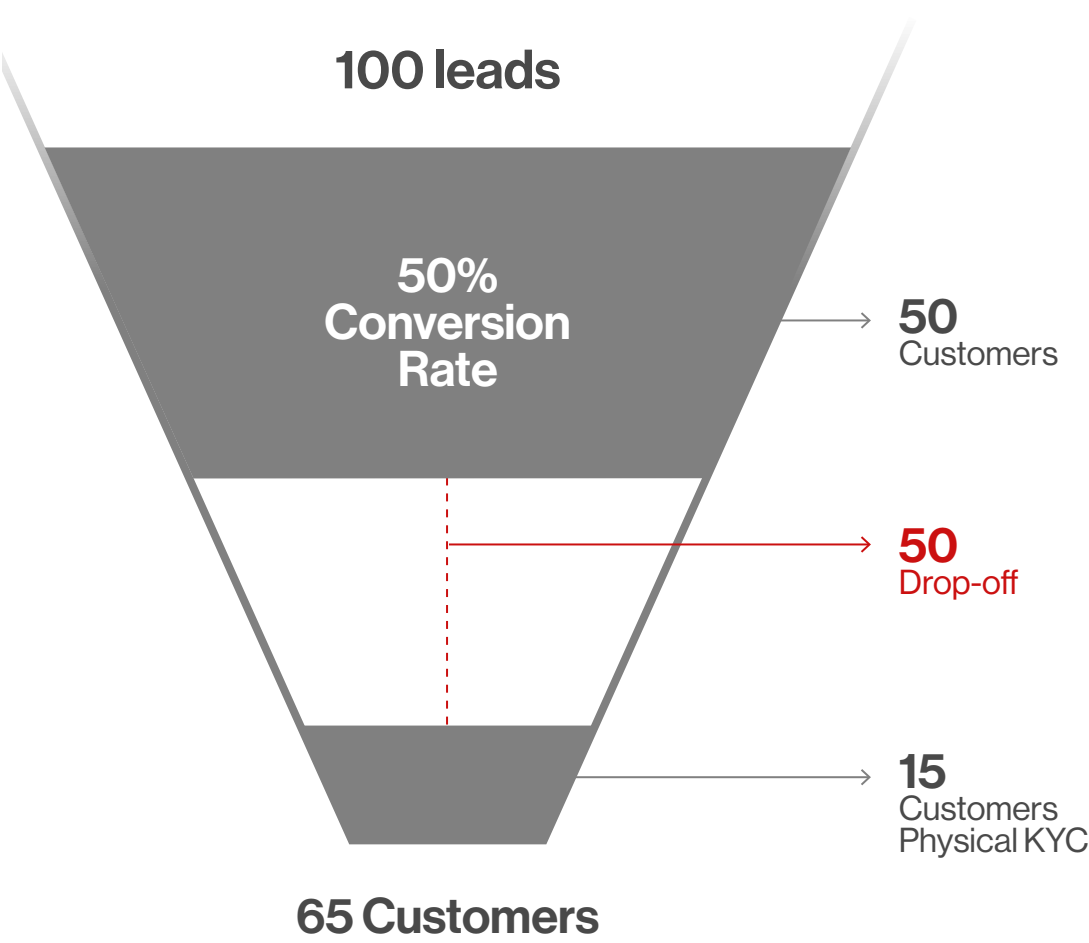 100 leads
50%
Conversion
Rate
50
Customers
50
Drop-off
15
Customers
Physical KYC
65 Customers